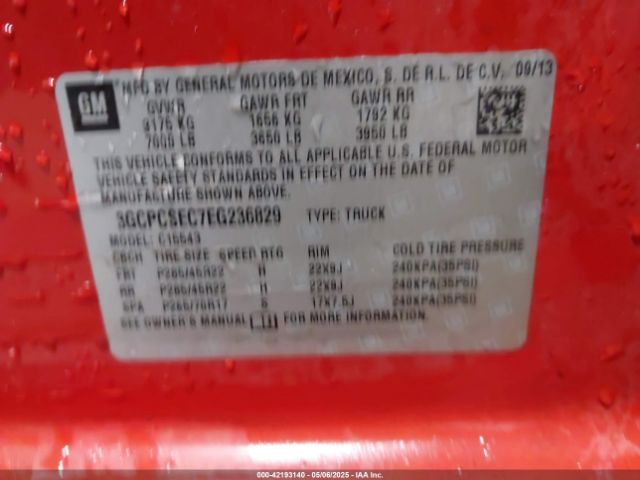 MFG BY GENERAL MOTORS DE MEXICO, S. DE R.L. DE C.V. 09/13
GM
GVWR GAWR FRT GAWR RR
3175 KG 1656 KG 1792 KG
7000 LB 3650 LB 3950 LB
THIS VEHICLE CONFORMS TO ALL APPLICABLE U.S. FEDERAL MOTOR
VEHICLE SAFETY STANDARDS IN EFFECT ON THE DATE OF
MANUFACTURE SHOWN ABOVE.
3GCPCSEC7EG236829 TYPE: TRUCK
MODEL: C15543
TIRE SIZE SPEED RTG RIM COLD TIRE PRESSURE
FRT P285/45R22 H 22X9J 240KPA(35PSI)
RR P285/45R22 H 22X9J 240KPA(35PSI)
SPA P265/70R17 S 17X7.5J 240KPA(35PSI)
SEE OWNER'S MANUAL FOR MORE INFORMATION.
000-42193140 - 05/06/2025 - IAA Inc.